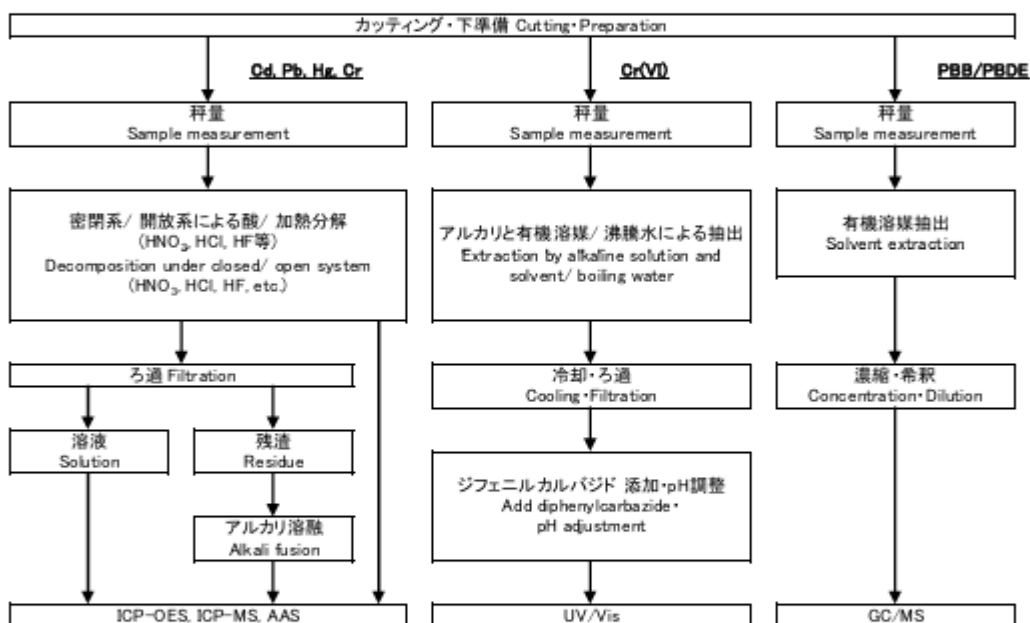 カッティング・下準備 Cutting・Preparation
Cd, Pb, Hg, Cr
秤量
Sample measurement
密閉系/ 開放系による酸/ 加熱分解
(HNO3, HCl, HF等)
Decomposition under closed/ open system
(HNO3, HCl, HF, etc.)
ろ過 Filtration
溶液
Solution
残渣
Residue
アルカリ溶融
Alkali fusion
ICP-OES, ICP-MS, AAS
Cr(VI)
秤量
Sample measurement
アルカリと有機溶媒/ 沸騰水による抽出
Extraction by alkaline solution and
solvent/ boiling water
冷却・ろ過
Cooling・Filtration
ジフェニルカルバジド 添加・pH調整
Add diphenylcarbazide・
pH adjustment
UV/Vis
PBB/PBDE
秤量
Sample measurement
有機溶媒抽出
Solvent extraction
濃縮・希釈
Concentration・Dilution
GC/MS